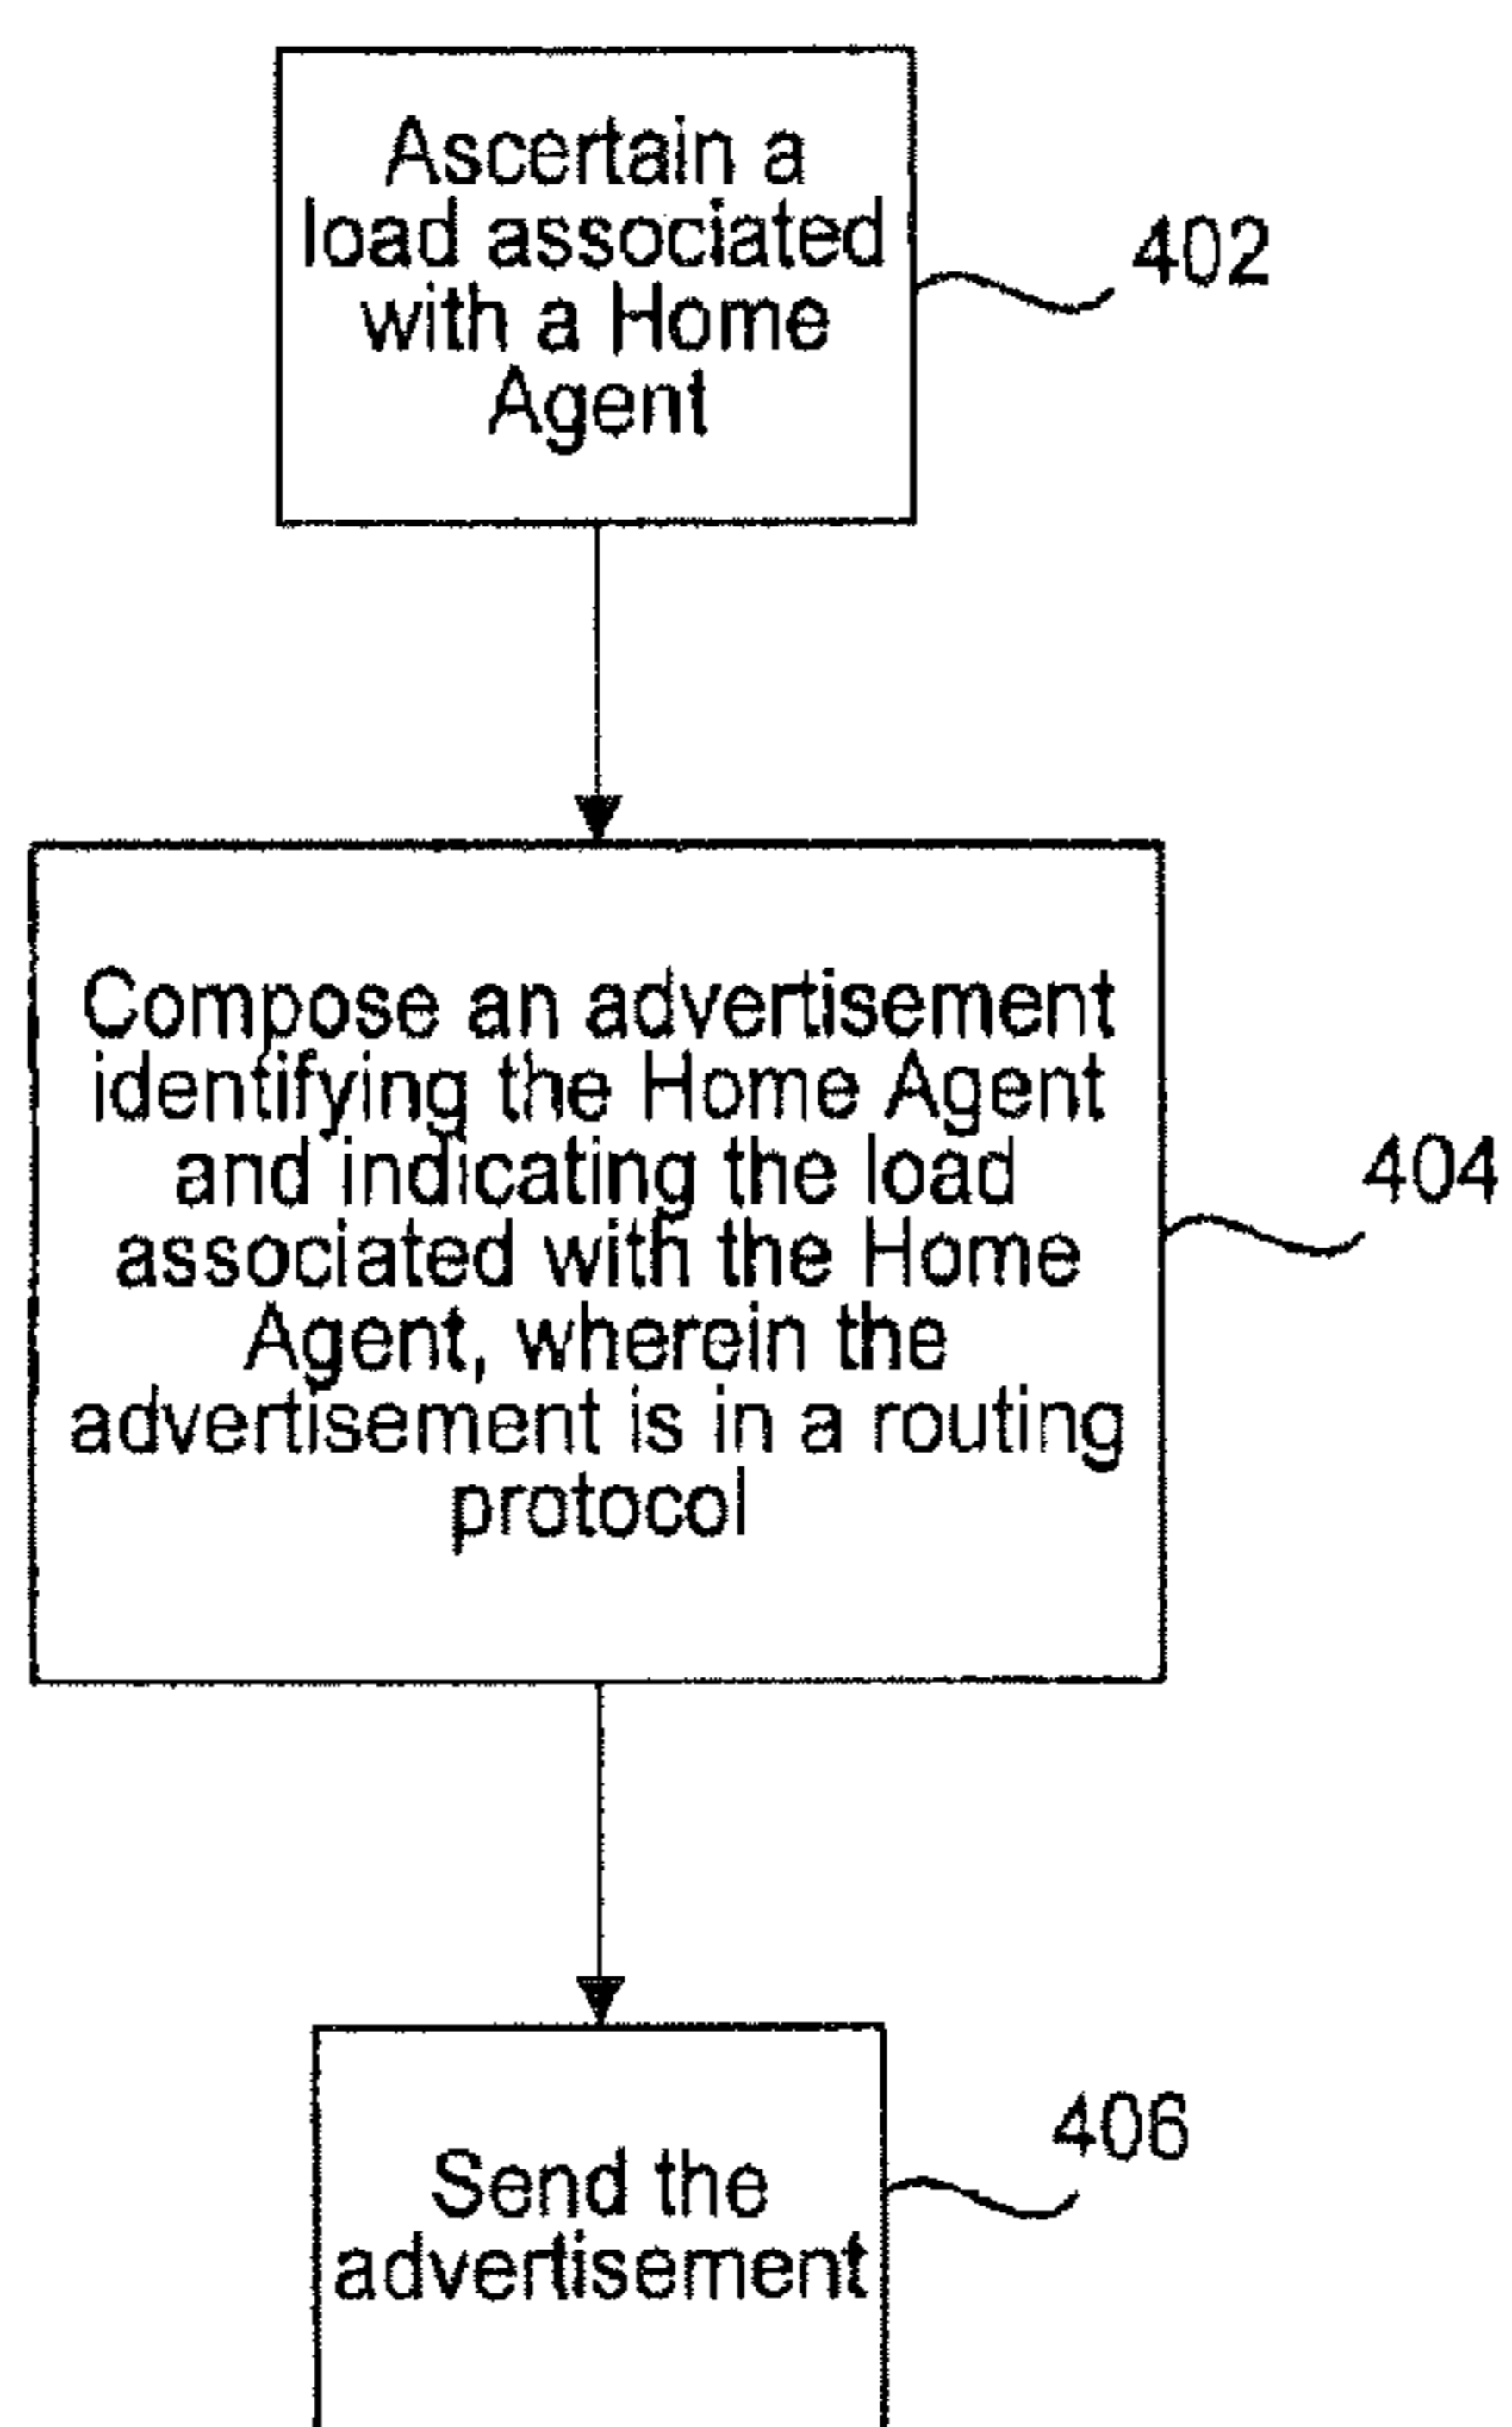 Ascertain a
load associated
with a Home
Agent
402
Compose an advertisement
identifying the Home Agent
and indicating the load
associated with the Home
Agent, wherein the
advertisement is in a routing
protocol
404
Send the
advertisement
406